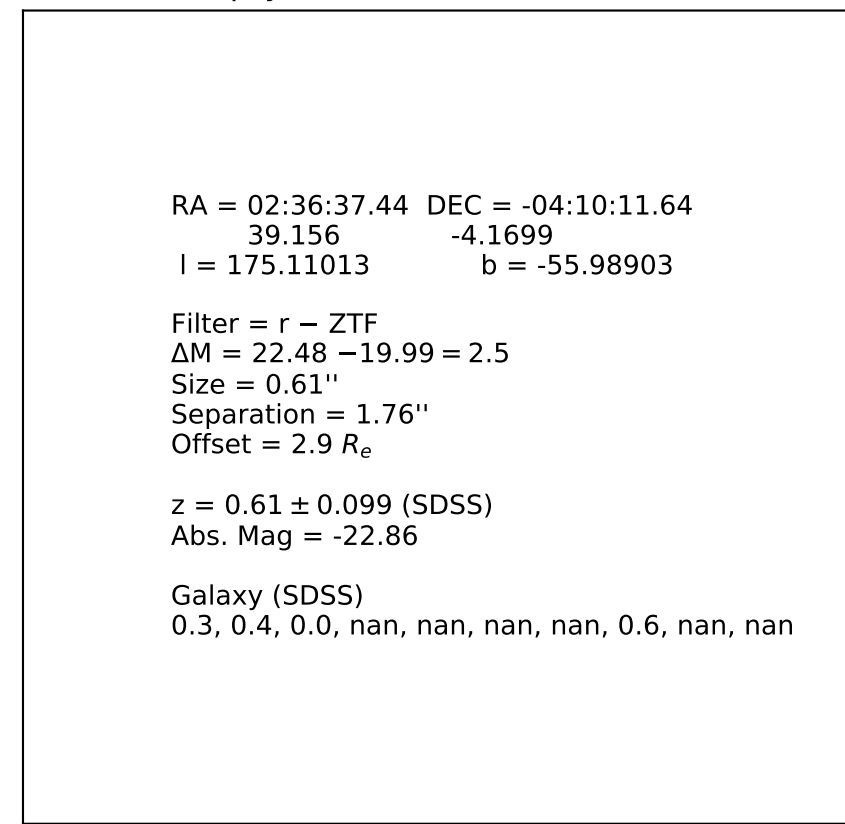 RA = 02:36:37.44 DEC = -04:10:11.64
39.156 -4.1699
l = 175.11013 b = -55.98903
Filter = r − ZTF
ΔM = 22.48 −19.99 = 2.5
Size = 0.61''
Separation = 1.76''
Offset = 2.9 Rₑ
z = 0.61 ± 0.099 (SDSS)
Abs. Mag = -22.86
Galaxy (SDSS)
0.3, 0.4, 0.0, nan, nan, nan, nan, 0.6, nan, nan